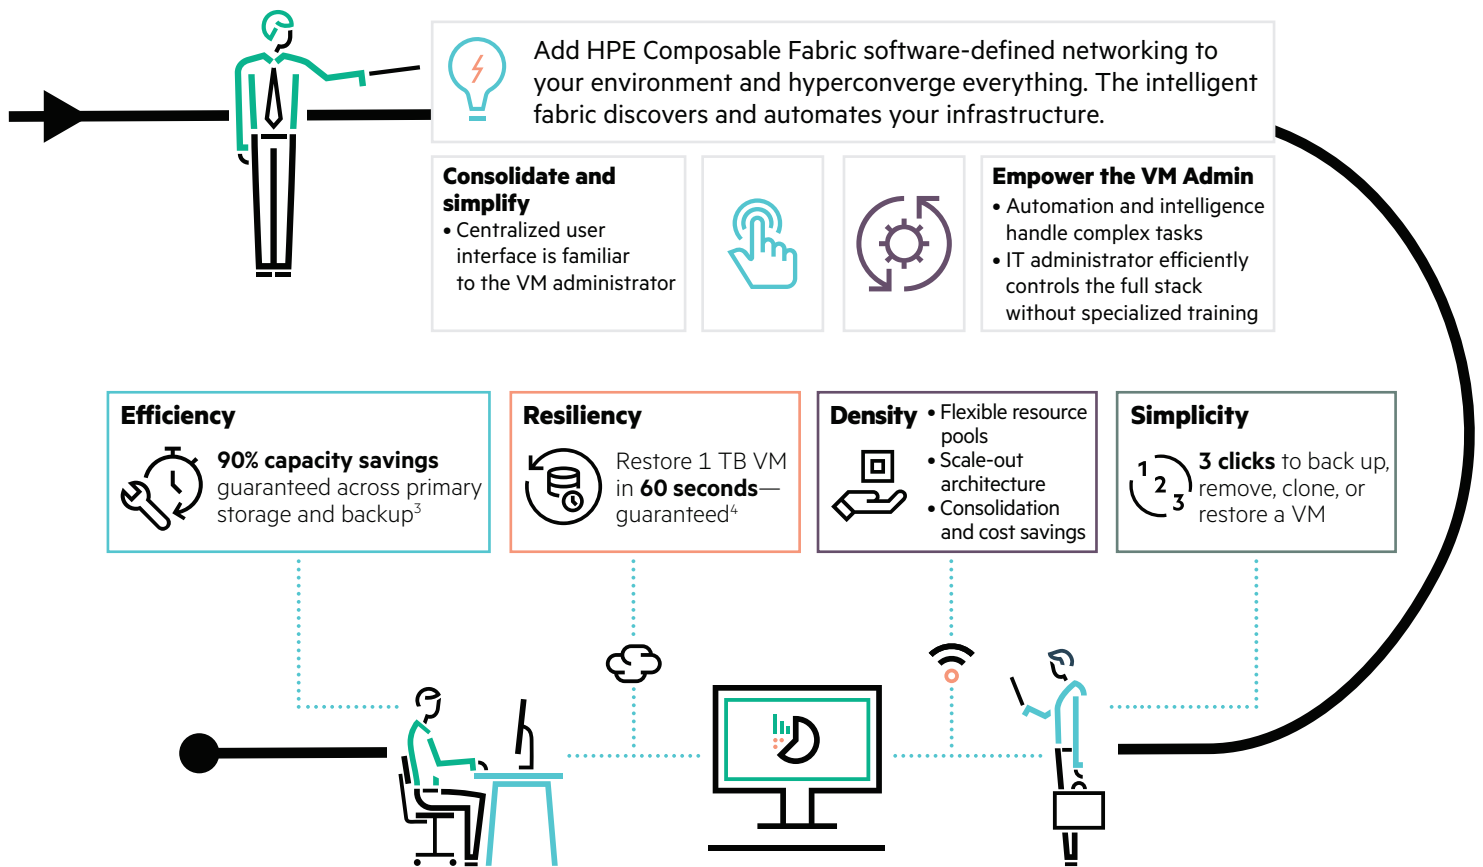 Add HPE Composable Fabric software-defined networking to
your environment and hyperconverge everything. The intelligent
fabric discovers and automates your infrastructure.
Consolidate and
simplify
• Centralized user
interface is familiar
to the VM administrator
Empower the VM Admin
• Automation and intelligence
handle complex tasks
• IT administrator efficiently
controls the full stack
without specialized training
Efficiency
90% capacity savings
guaranteed across primary
storage and backup³
Resiliency
Restore 1 TB VM
in 60 seconds—
guaranteed⁴
Density
• Flexible resource
pools
• Scale-out
architecture
• Consolidation
and cost savings
Simplicity
1
2
3
3 clicks to back up,
remove, clone, or
restore a VM